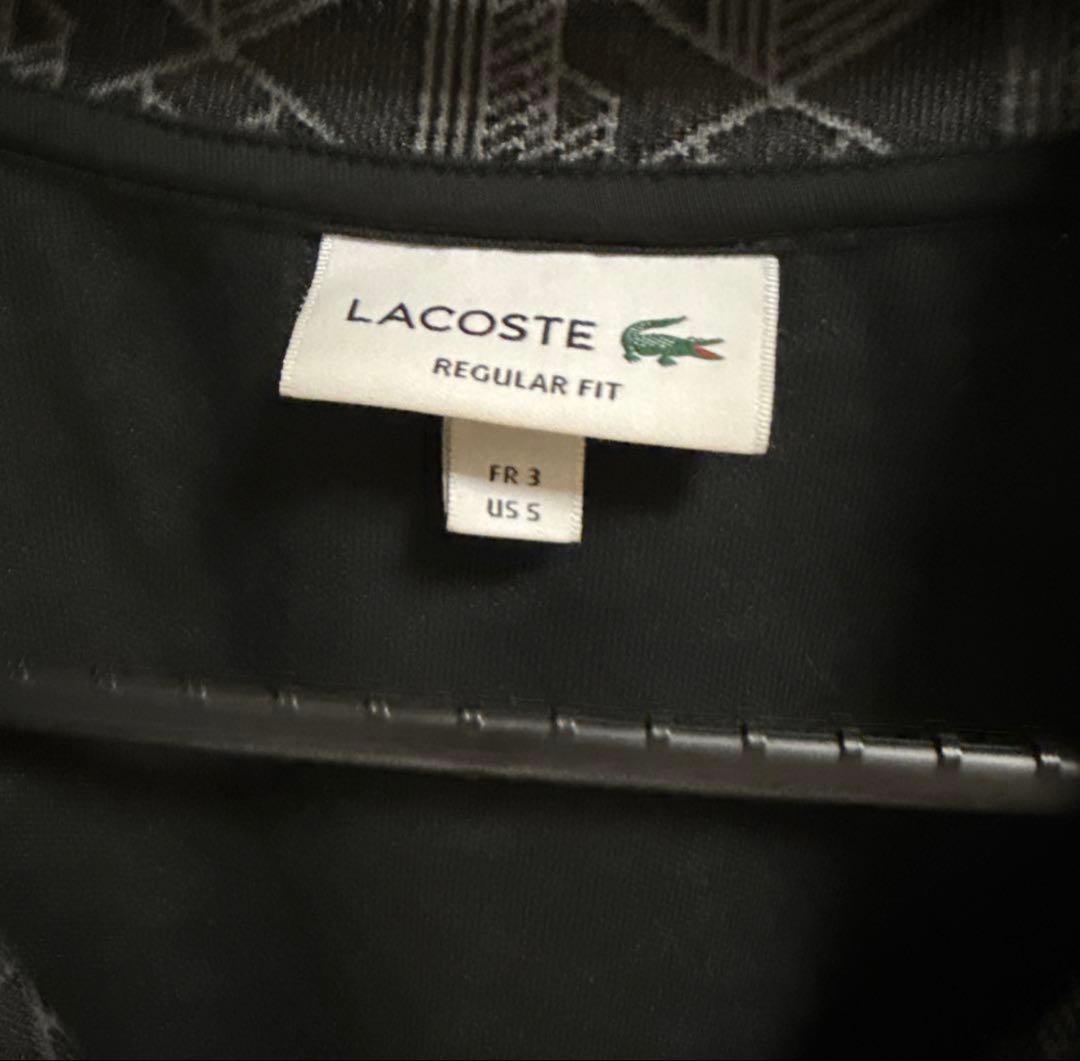 LACOSTE
REGULAR FIT
FR 3
US S